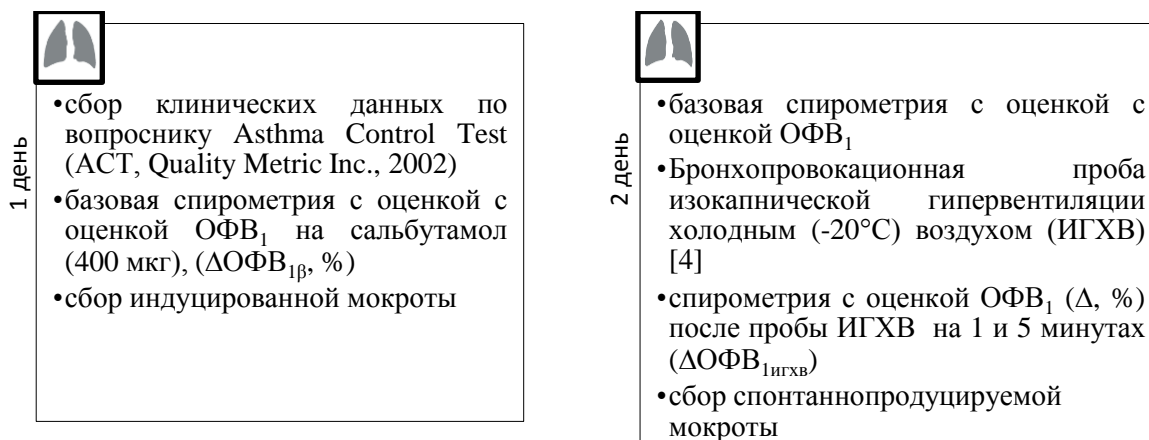 1 день
•сбор клинических данных по
вопроснику Asthma Control Test
(ACT, Quality Metric Inc., 2002)
•базовая спирометрия с оценкой с
оценкой ОФВ₁ на сальбутамол
(400 мкг), (ΔОФВ₁ᵦ, %)
•сбор индуцированной мокроты
2 день
•базовая спирометрия с оценкой с
оценкой ОФВ₁
•Бронхопровокационная проба
изокапнической гипервентиляции
холодным (-20°С) воздухом (ИГХВ)
[4]
•спирометрия с оценкой ОФВ₁ (Δ, %)
после пробы ИГХВ на 1 и 5 минутах
(ΔОФВ₁игхв)
•сбор спонтаннопродуцируемой
мокроты